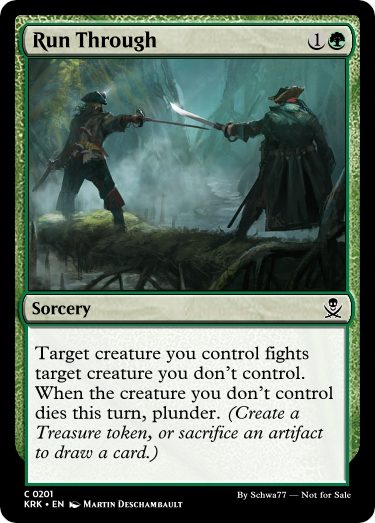 Run Through 1
Sorcery
Target creature you control fights
target creature you don't control.
When the creature you don't control
dies this turn, plunder. (Create a
Treasure token, or sacrifice an artifact
to draw a card.)
C 0201
KRK • EN Martin Deschambault
By Schwa77 — Not for Sale